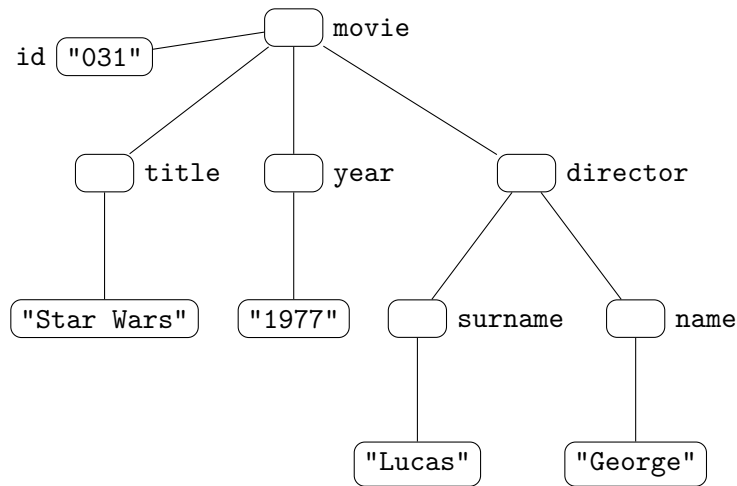 movie
id "031"
title year director
"Star Wars" "1977" surname name
"Lucas" "George"